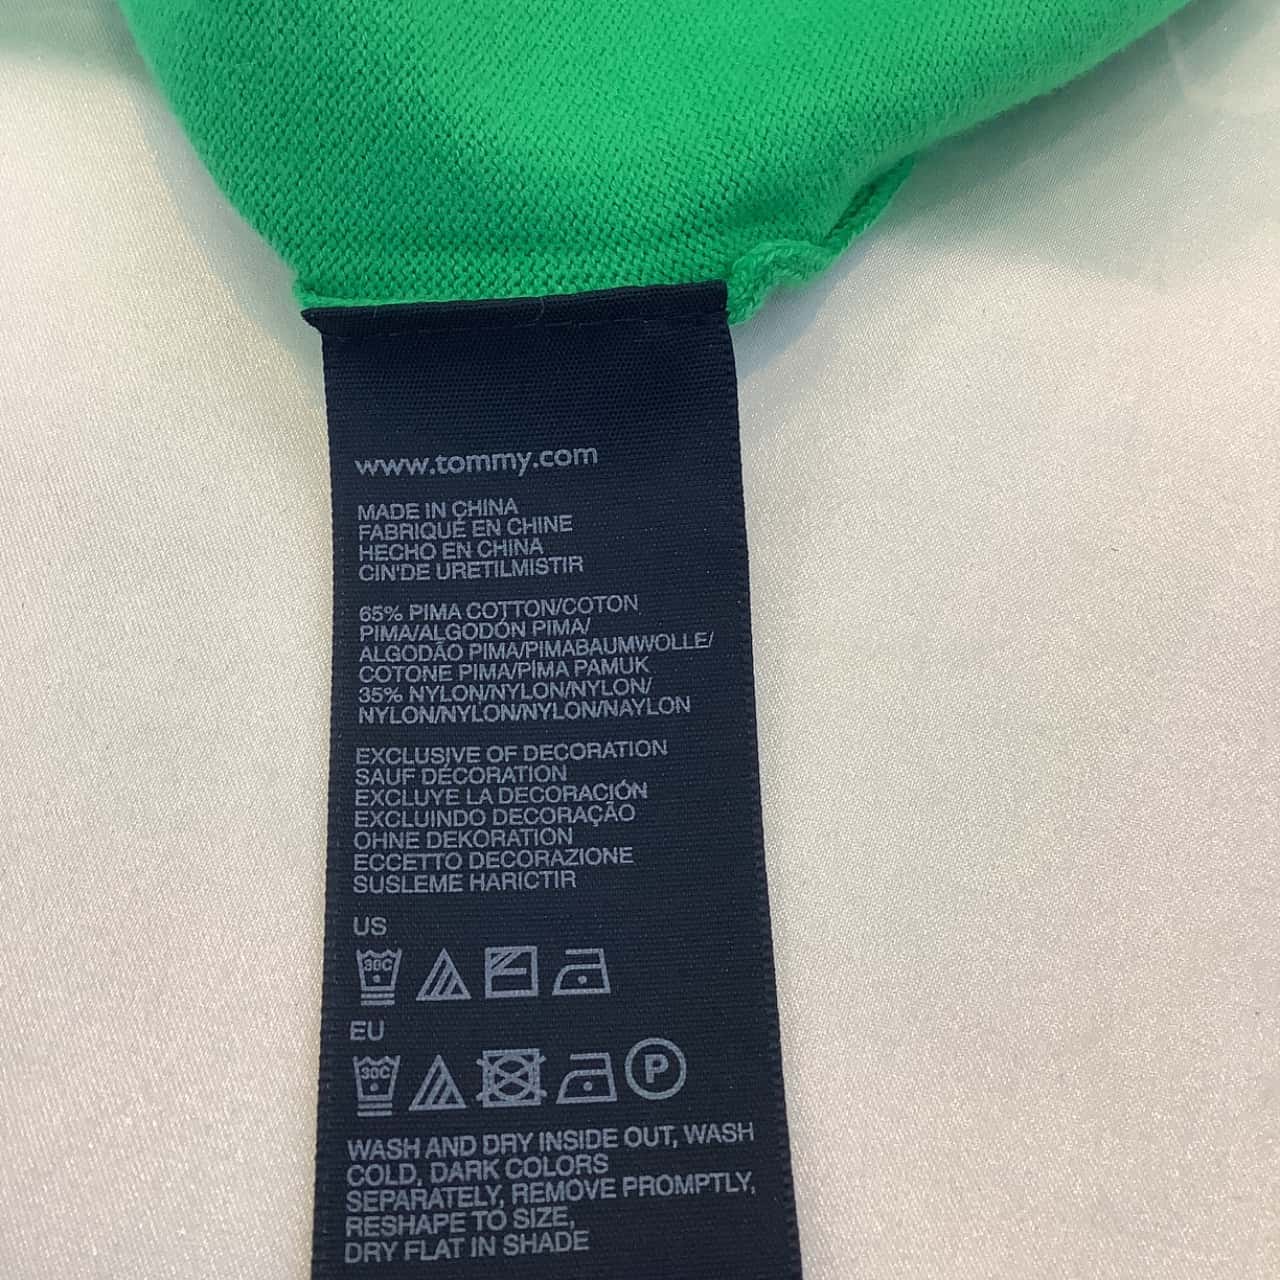 www.tommy.com
MADE IN CHINA
FABRIQUÉ EN CHINE
HECHO EN CHINA
CIN'DE URETILMISTIR
65% PIMA COTTON/COTON
PIMA/ALGODÓN PIMA/
ALGODÃO PIMA/PIMABAUMWOLLE/
COTONE PIMA/PIMA PAMUK
35% NYLON/NYLON/NYLON/
NYLON/NYLON/NYLON/NAYLON
EXCLUSIVE OF DECORATION
SAUF DÉCORATION
EXCLUYE LA DECORACIÓN
EXCLUINDO DECORAÇÃO
OHNE DEKORATION
ECCETTO DECORAZIONE
SUSLEME HARICTIR
US
30C
EU
30C P
WASH AND DRY INSIDE OUT, WASH
COLD, DARK COLORS
SEPARATELY, REMOVE PROMPTLY,
RESHAPE TO SIZE,
DRY FLAT IN SHADE